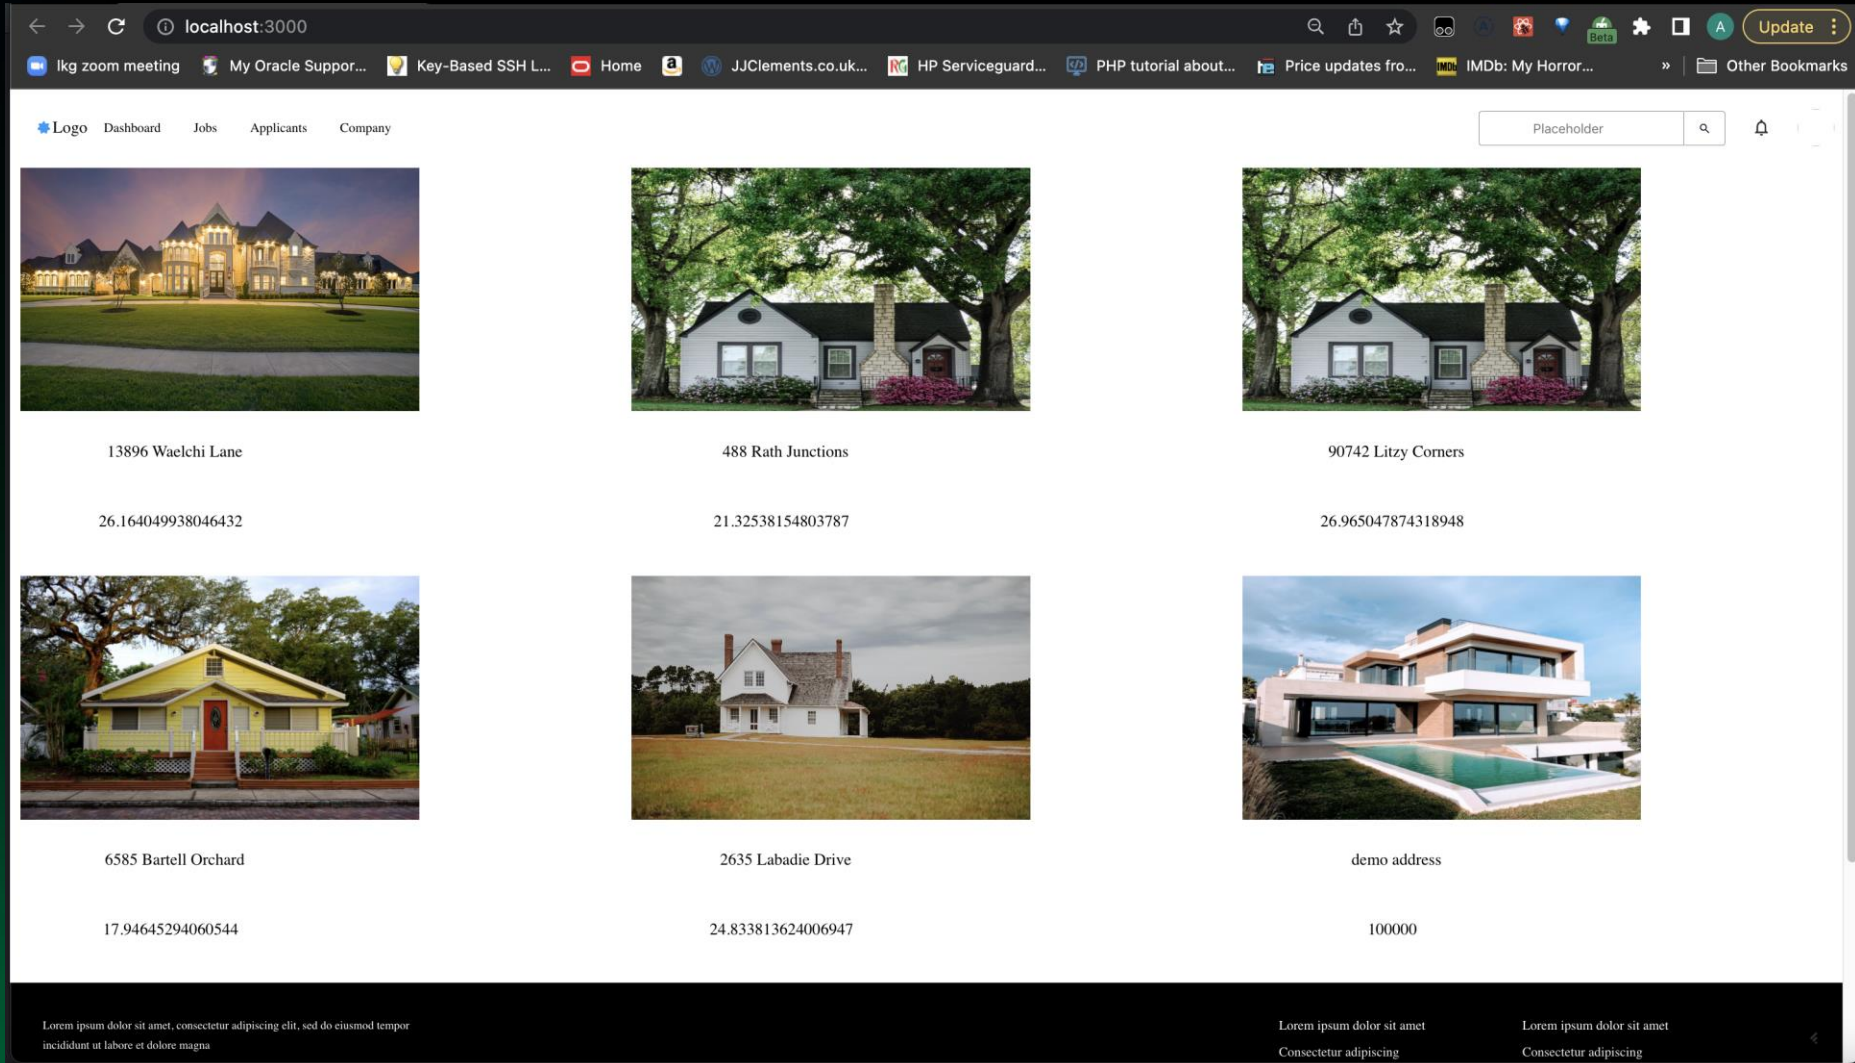 localhost:3000
Beta
A
Update
lkg zoom meeting
My Oracle Suppor...
Key-Based SSH L...
Home
a
JJClements.co.uk...
RG
HP Serviceguard...
PHP tutorial about...
he
Price updates fro...
IMDb
IMDb: My Horror...
»
Other Bookmarks
Logo
Dashboard
Jobs
Applicants
Company
Placeholder
13896 Waelchi Lane
488 Rath Junctions
90742 Litzy Corners
26.164049938046432
21.32538154803787
26.965047874318948
6585 Bartell Orchard
2635 Labadie Drive
demo address
17.94645294060544
24.833813624006947
100000
Lorem ipsum dolor sit amet, consectetur adipiscing elit, sed do eiusmod tempor
incididunt ut labore et dolore magna
Lorem ipsum dolor sit amet
Consectetur adipiscing
Lorem ipsum dolor sit amet
Consectetur adipiscing